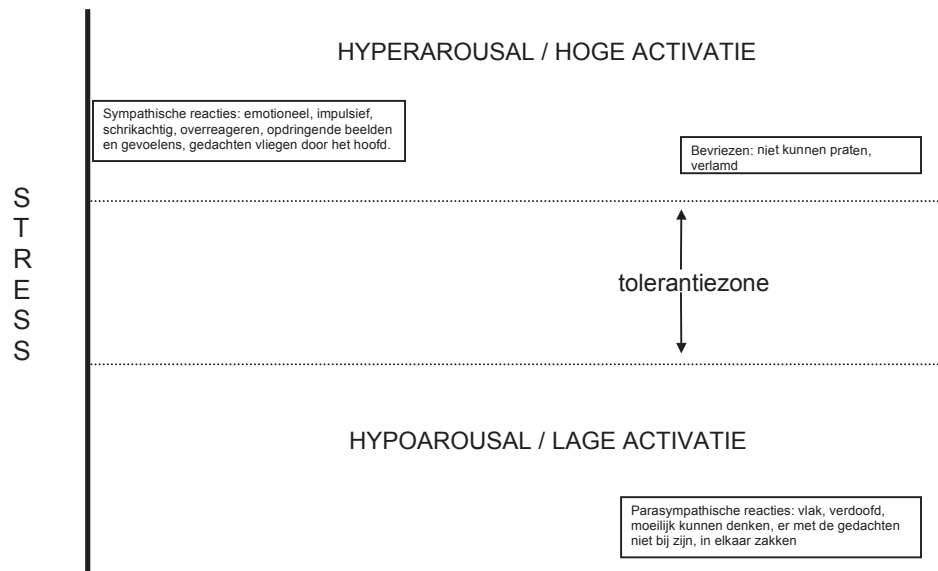 HYPERAROUSAL / HOGE ACTIVATIE
Sympathische reacties: emotioneel, impulsief,
schrikachtig, overreageren, opdringende beelden
en gevoelens, gedachten vliegen door het hoofd.
Bevriezen: niet kunnen praten,
verlamd
S
T
R
E
S
S
tolerantiezone
HYPOAROUSAL / LAGE ACTIVATIE
Parasympathische reacties: vlak, verdoofd,
moeilijk kunnen denken, er met de gedachten
niet bij zijn, in elkaar zakken